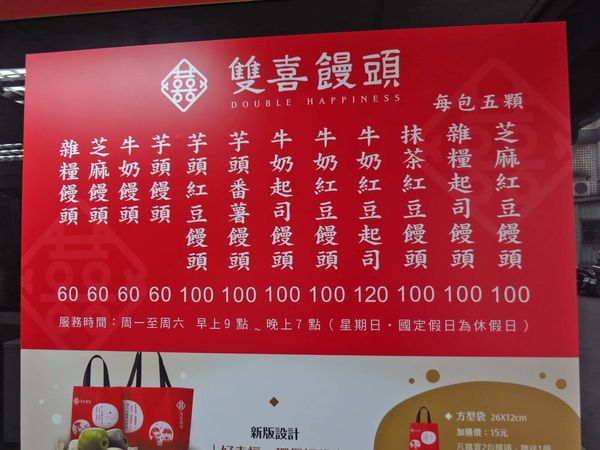 雙喜饅頭
DOUBLE HAPPINESS
每包五顆
芝麻紅豆饅頭
雜糧起司饅頭
抹茶紅豆饅頭
牛奶紅豆起司
牛奶紅豆饅頭
牛奶起司饅頭
芋頭番薯饅頭
芋頭紅豆饅頭
芋頭饅頭
牛奶饅頭
芝麻饅頭
雜糧饅頭
60 60 60 60 100 100 100 100 120 100 100 100
服務時間：周一至周六 早上9點 ~ 晚上7點（星期日・國定假日為休假日）
新版設計
方型袋 26X12cm
加購價：15元